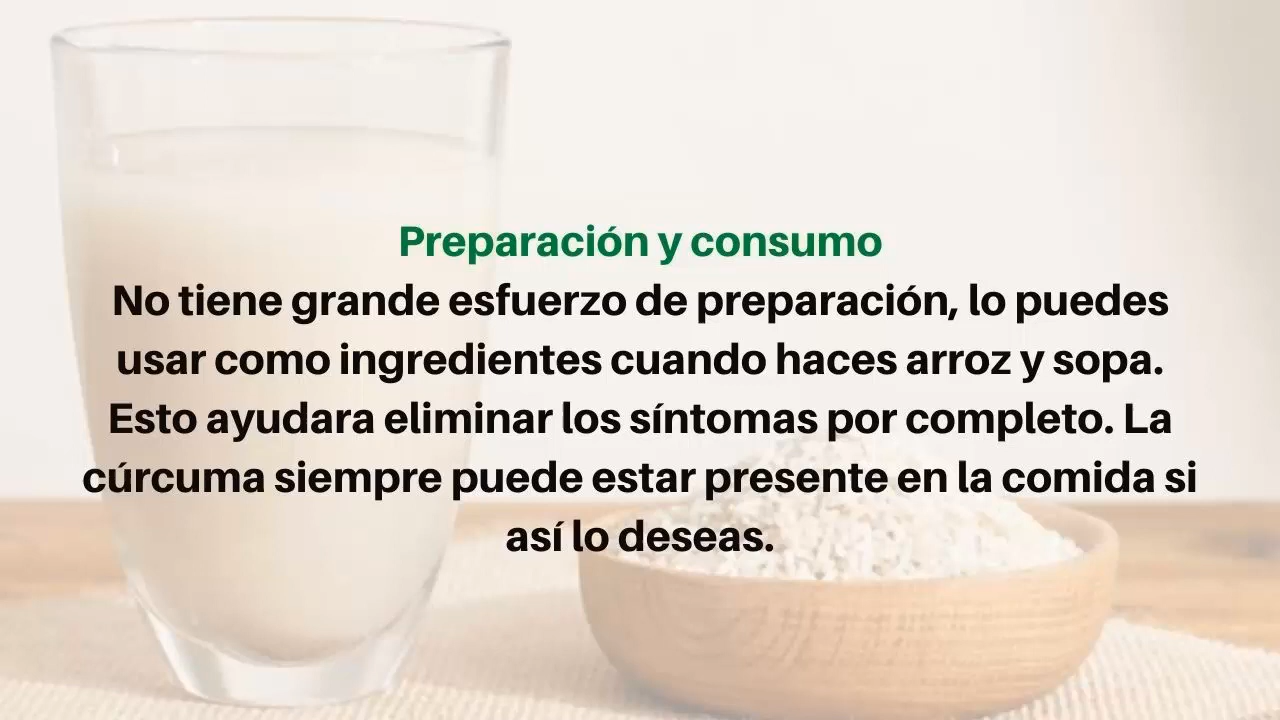 Preparación y consumo
No tiene grande esfuerzo de preparación, lo puedes
usar como ingredientes cuando haces arroz y sopa.
Esto ayudara eliminar los síntomas por completo. La
cúrcuma siempre puede estar presente en la comida si
así lo deseas.